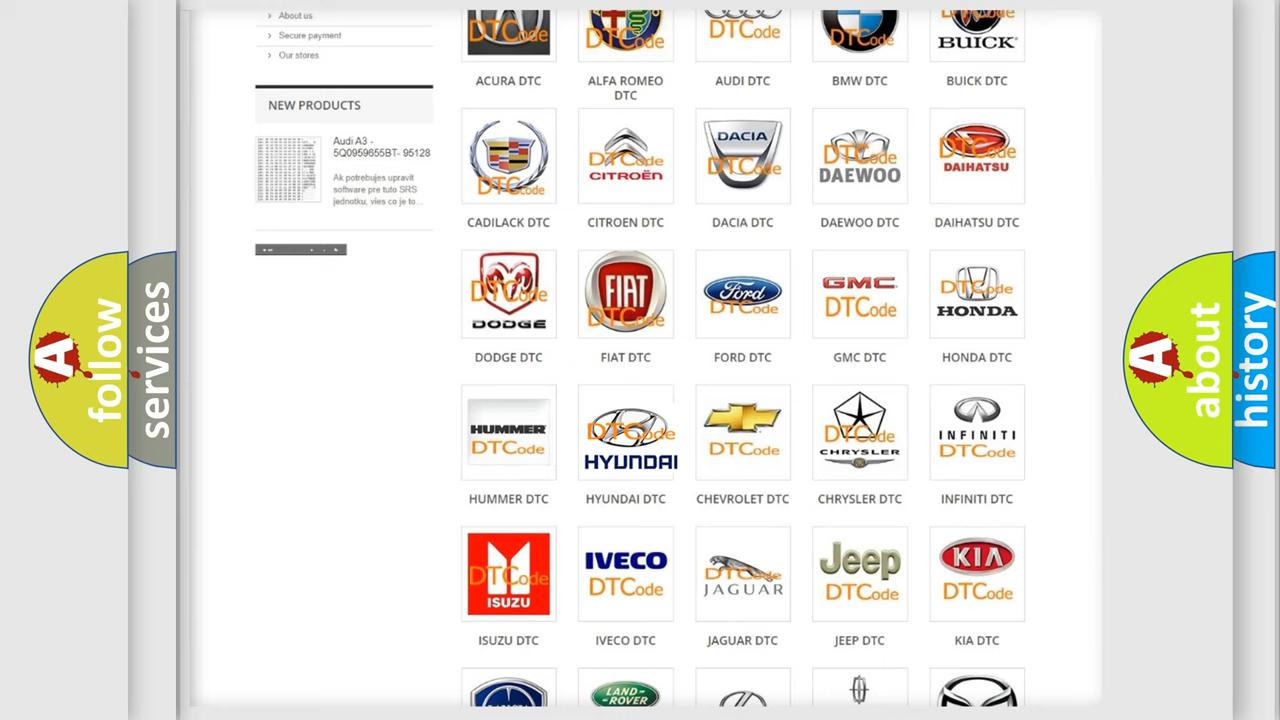 About us
Secure payment
Our stores
NEW PRODUCTS
Audi A3 -
5Q0959655BT- 95128
Ak potrebujes upravit
software pre tuto SRS
jednotku, vies co je to...
DTCode DTCode DTCode DTCode BUICK
ACURA DTC
ALFA ROMEO
DTC
AUDI DTC
BMW DTC
BUICK DTC
DTCode
DTCode
CITROËN
DACIA
DTCode
DTCode
DAEWOO
DTCode
DAIHATSU
CADILACK DTC
CITROEN DTC
DACIA DTC
DAEWOO DTC
DAIHATSU DTC
DTCode
DODGE
FIAT
DTCode
Ford
DTCode
GMC
DTCode
DTCode
HONDA
DODGE DTC
FIAT DTC
FORD DTC
GMC DTC
HONDA DTC
HUMMER
DTCode
DTCode
HYUNDAI
DTCode
DTCode
CHRYSLER
INFINITI
DTCode
HUMMER DTC
HYUNDAI DTC
CHEVROLET DTC
CHRYSLER DTC
INFINITI DTC
DTCode
ISUZU
IVECO
DTCode
DTCode
JAGUAR
Jeep
DTCode
KIA
DTCode
ISUZU DTC
IVECO DTC
JAGUAR DTC
JEEP DTC
KIA DTC
LAND-
ROVER
A
follow
services
A
about
history